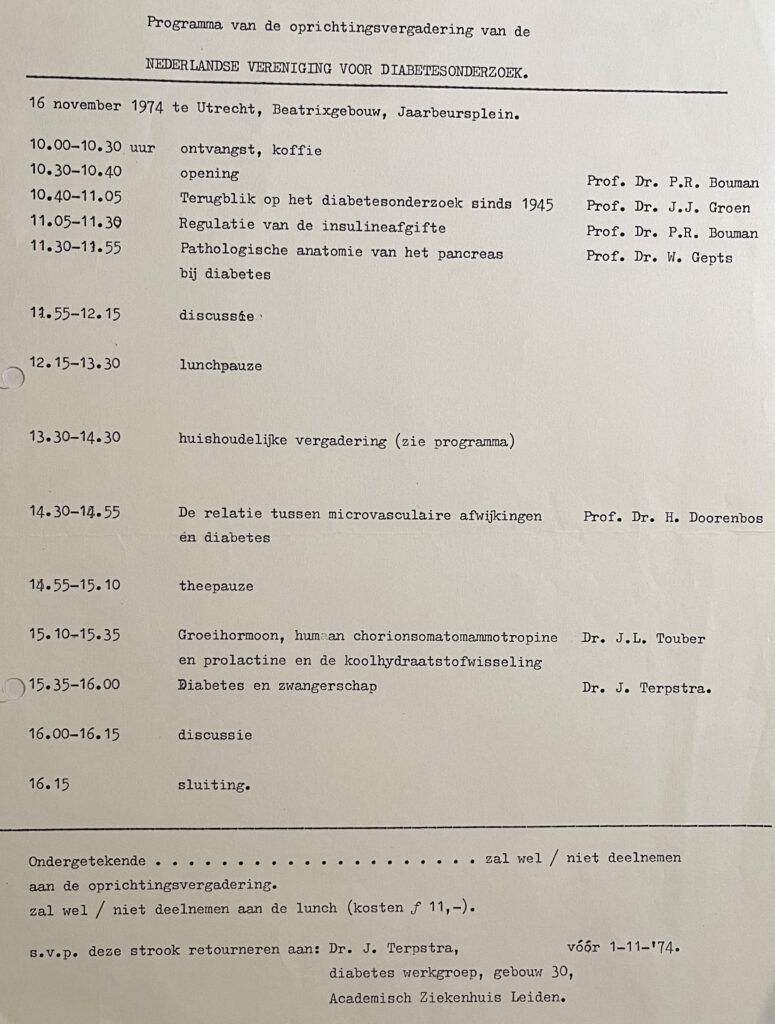 Programma van de oprichtingsvergadering van de
NEDERLANDSE VERENIGING VOOR DIABETESONDERZOEK.
16 november 1974 te Utrecht, Beatrixgebouw, Jaarbeursplein.
10.00-10.30 uur ontvangst, koffie
10.30-10.40 opening Prof. Dr. P.R. Bouman
10.40-11.05 Terugblik op het diabetesonderzoek sinds 1945 Prof. Dr. J.J. Groen
11.05-11.30 Regulatie van de insulineafgifte Prof. Dr. P.R. Bouman
11.30-11.55 Pathologische anatomie van het pancreas Prof. Dr. W. Gepts
bij diabetes
11.55-12.15 discussie
12.15-13.30 lunchpauze
13.30-14.30 huishoudelijke vergadering (zie programma)
14.30-14.55 De relatie tussen microvasculaire afwijkingen Prof. Dr. H. Doorenbos
én diabetes
14.55-15.10 theepauze
15.10-15.35 Groeihormoon, humaan chorionsomatomammotropine Dr. J.L. Touber
en prolactine en de koolhydraatstofwisseling
15.35-16.00 Diabetes en zwangerschap Dr. J. Terpstra.
16.00-16.15 discussie
16.15 sluiting.
Ondergetekende . . . . . . . . . . . . . . . . . . . . zal wel / niet deelnemen
aan de oprichtingsvergadering.
zal wel / niet deelnemen aan de lunch (kosten ƒ 11,-).
s.v.p. deze strook retourneren aan: Dr. J. Terpstra, vóór 1-11-'74.
diabetes werkgroep, gebouw 30,
Academisch Ziekenhuis Leiden.